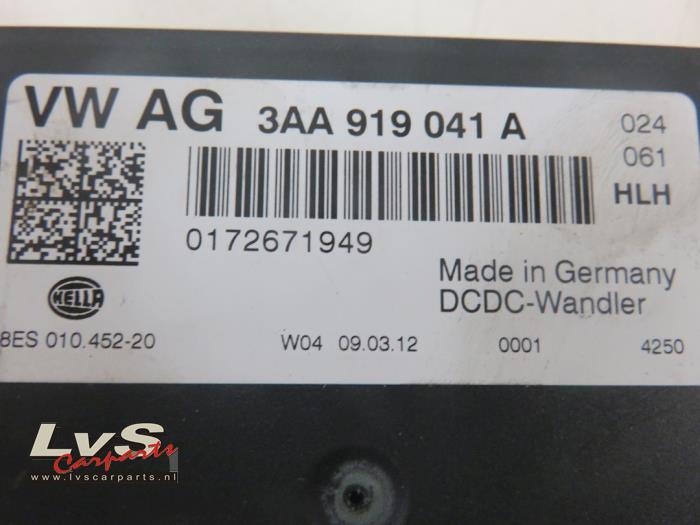 VW AG 3AA 919 041 A 024
061
HLH
0172671949
Made in Germany
DCDC-Wandler
HELLA
8ES 010.452-20 W04 09.03.12 0001 4250
LvS
Carparts
www.lvscarparts.nl